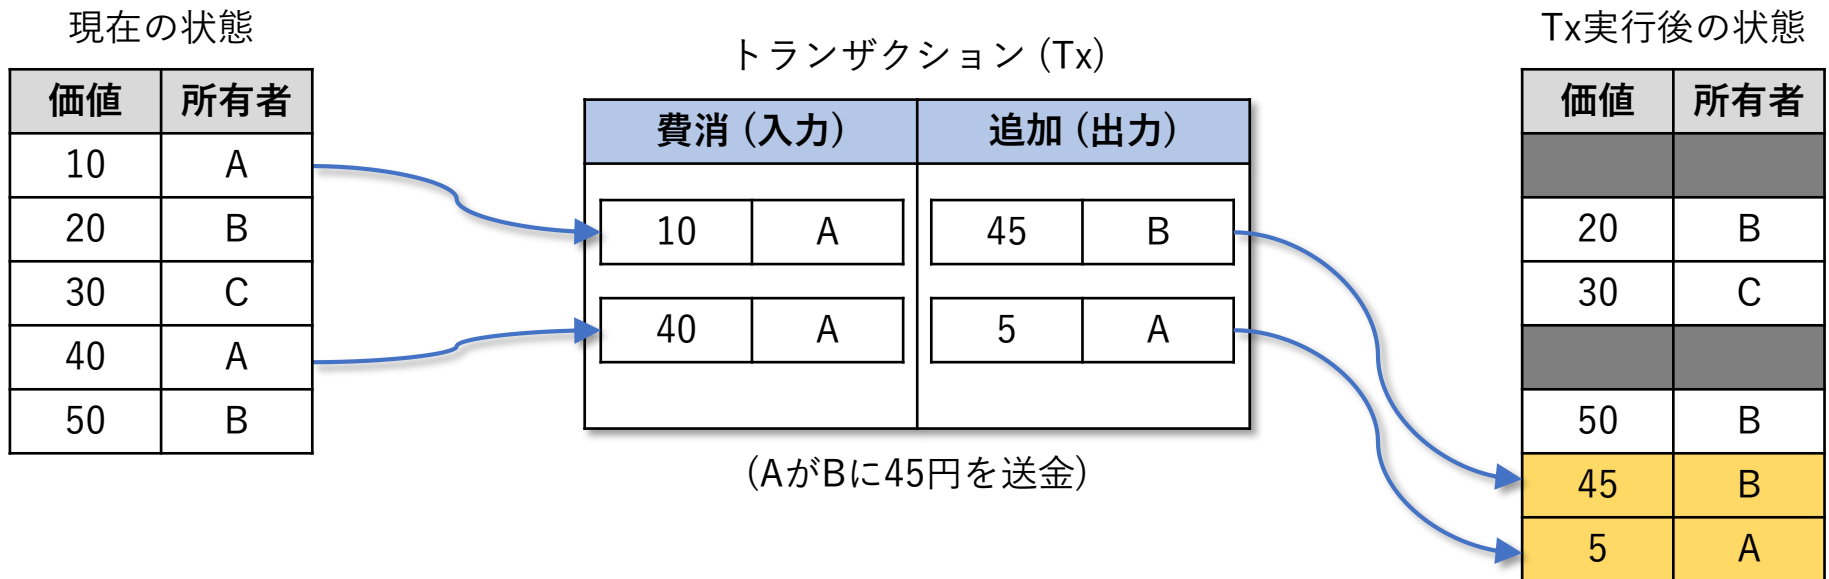 現在の状態
価値 所有者
10 A
20 B
30 C
40 A
50 B
トランザクション (Tx)
費消 (入力) 追加 (出力)
10 A 45 B
40 A 5 A
(AがBに45円を送金)
Tx実行後の状態
価値 所有者
20 B
30 C
50 B
45 B
5 A